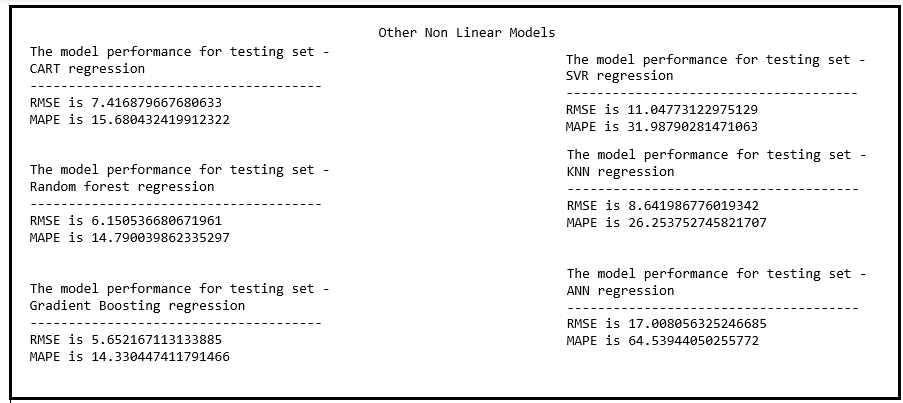 Other Non Linear Models
The model performance for testing set -
CART regression
--------------------------------------
RMSE is 7.416879667680633
MAPE is 15.680432419912322
The model performance for testing set -
Random forest regression
--------------------------------------
RMSE is 6.150536680671961
MAPE is 14.790039862335297
The model performance for testing set -
Gradient Boosting regression
--------------------------------------
RMSE is 5.652167113133885
MAPE is 14.330447411791466
The model performance for testing set -
SVR regression
--------------------------------------
RMSE is 11.04773122975129
MAPE is 31.98790281471063
The model performance for testing set -
KNN regression
--------------------------------------
RMSE is 8.641986776019342
MAPE is 26.253752745821707
The model performance for testing set -
ANN regression
--------------------------------------
RMSE is 17.008056325246685
MAPE is 64.53944050255772